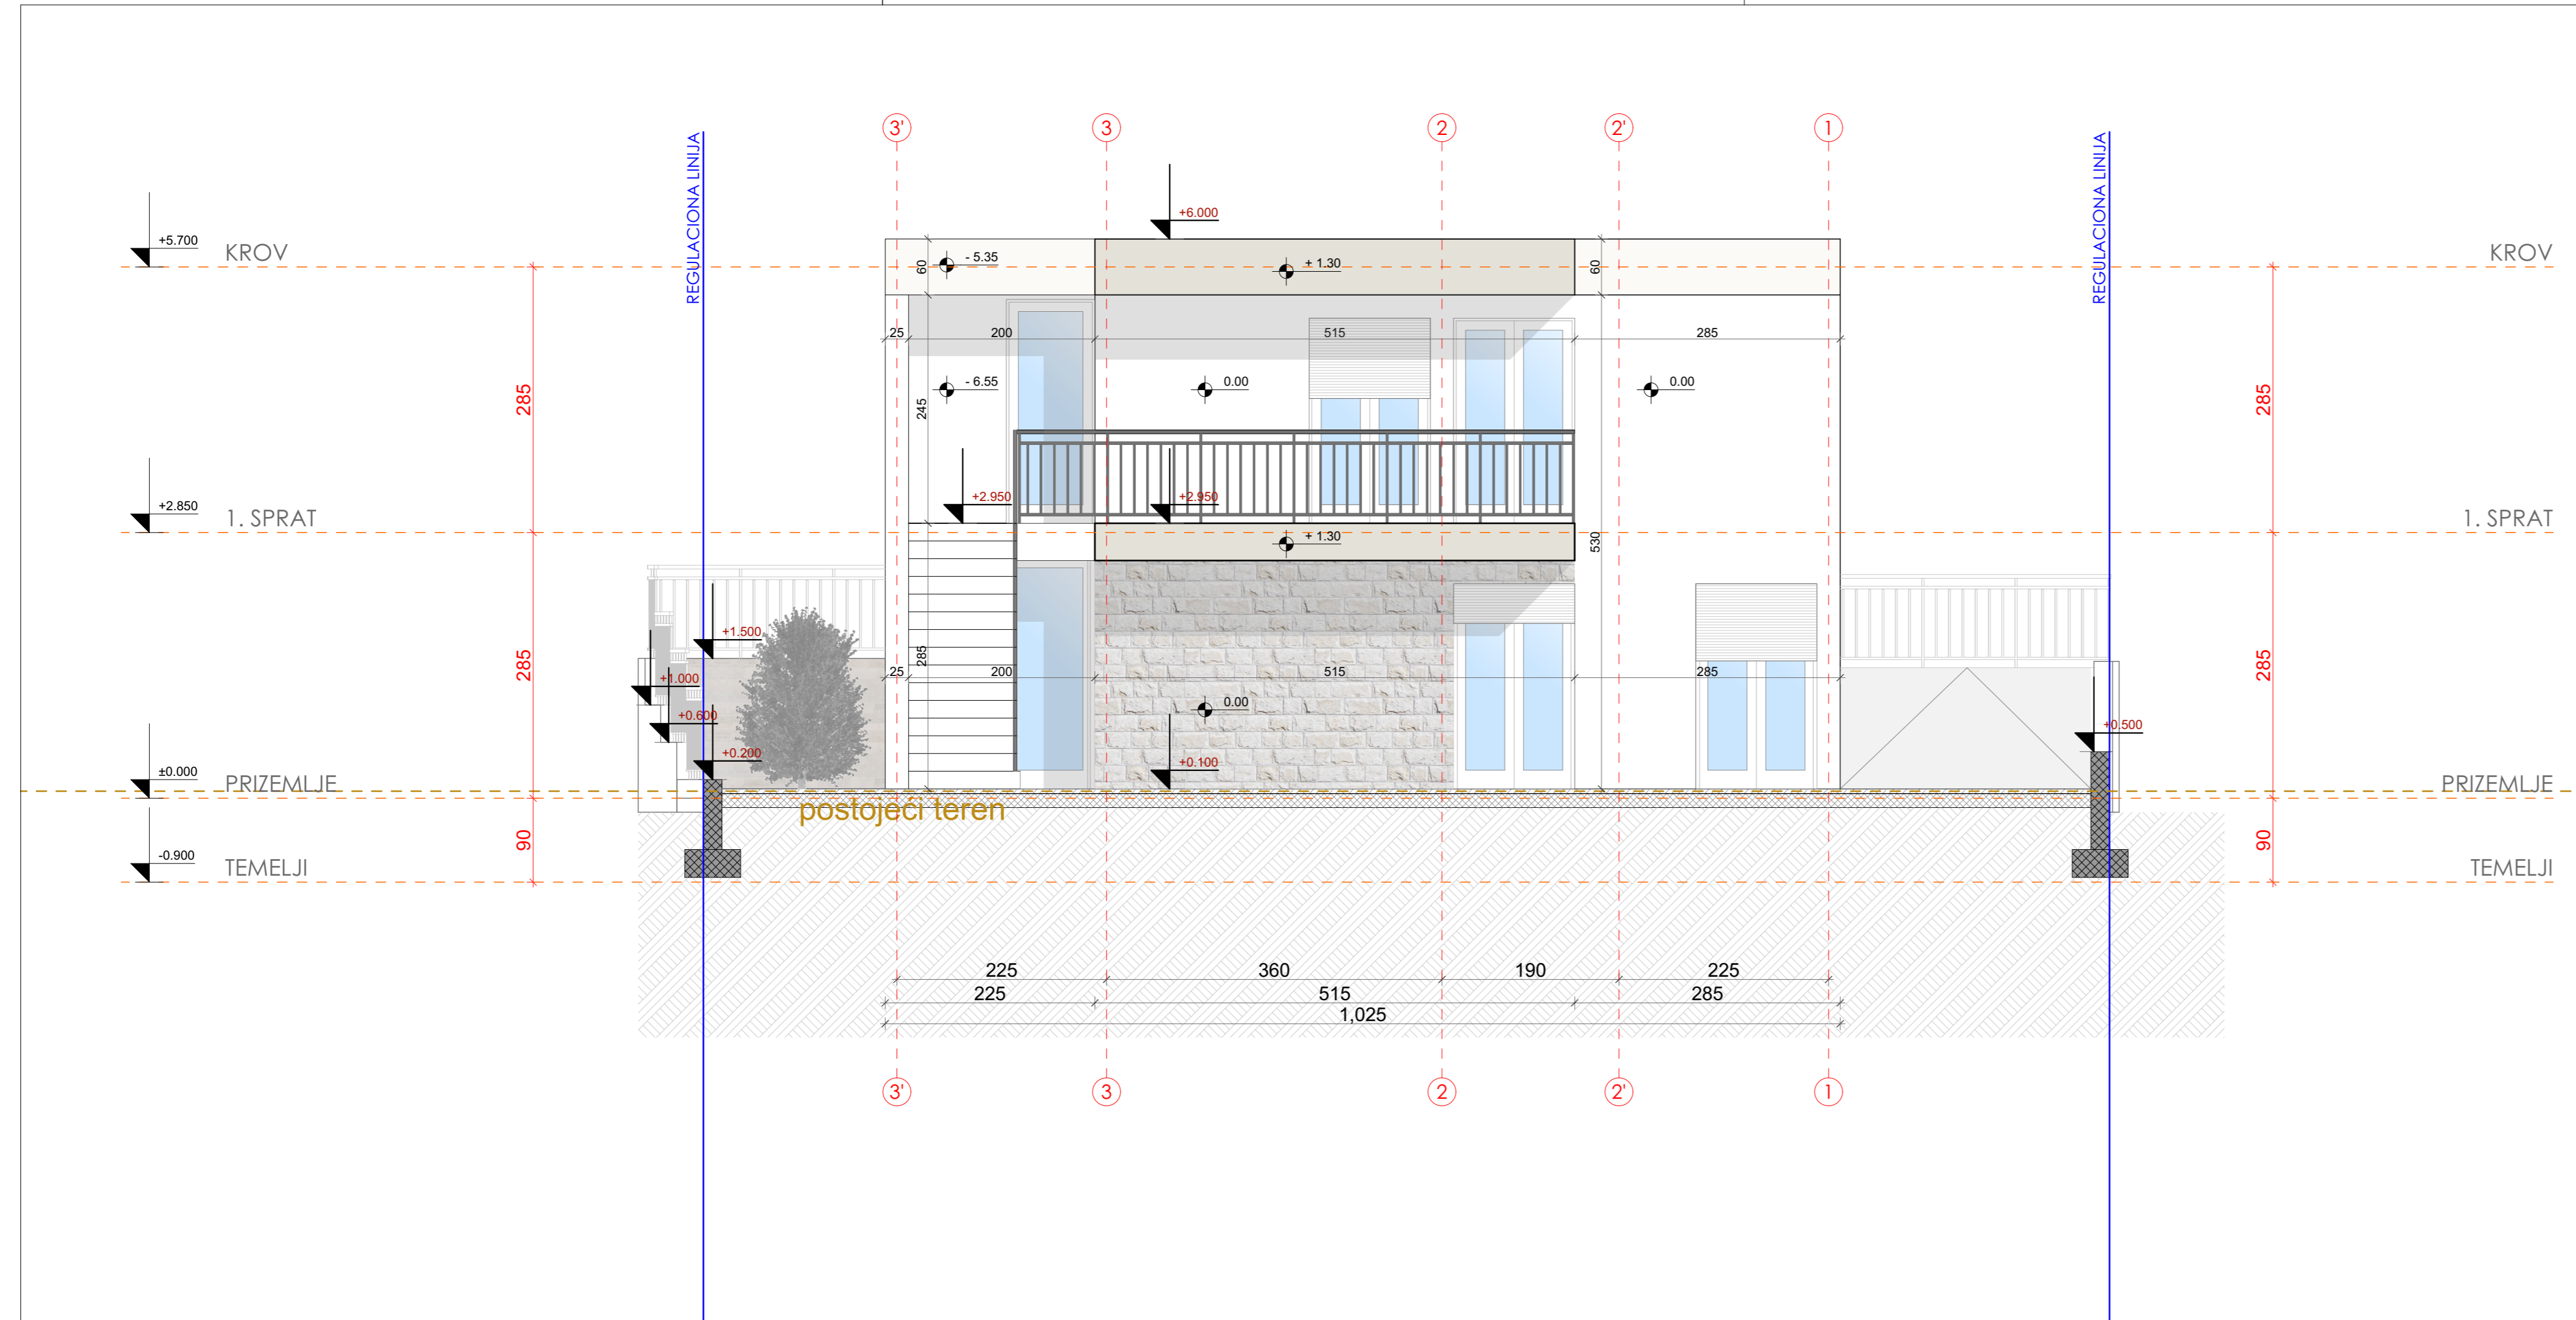 3' 3 2 2' 1
REGULACIONA LINIJA
REGULACIONA LINIJA
+6.000
+5.700 KROV
KROV
60
- 5.35
+ 1.30
60
25 200 515 285
285
- 6.55
0.00
0.00
285
245
+2.950
+2.950
+2.850 1. SPRAT
1. SPRAT
+ 1.30
530
+1.500
285
285
25 200 515 285
285
+1.000
0.00
+0.600
+0.500
+0.200
+0.100
±0.000 PRIZEMLJE
PRIZEMLJE
postojeći teren
90
90
-0.900 TEMELJI
TEMELJI
225 360 190 225
225 515 285
1,025
3' 3 2 2' 1